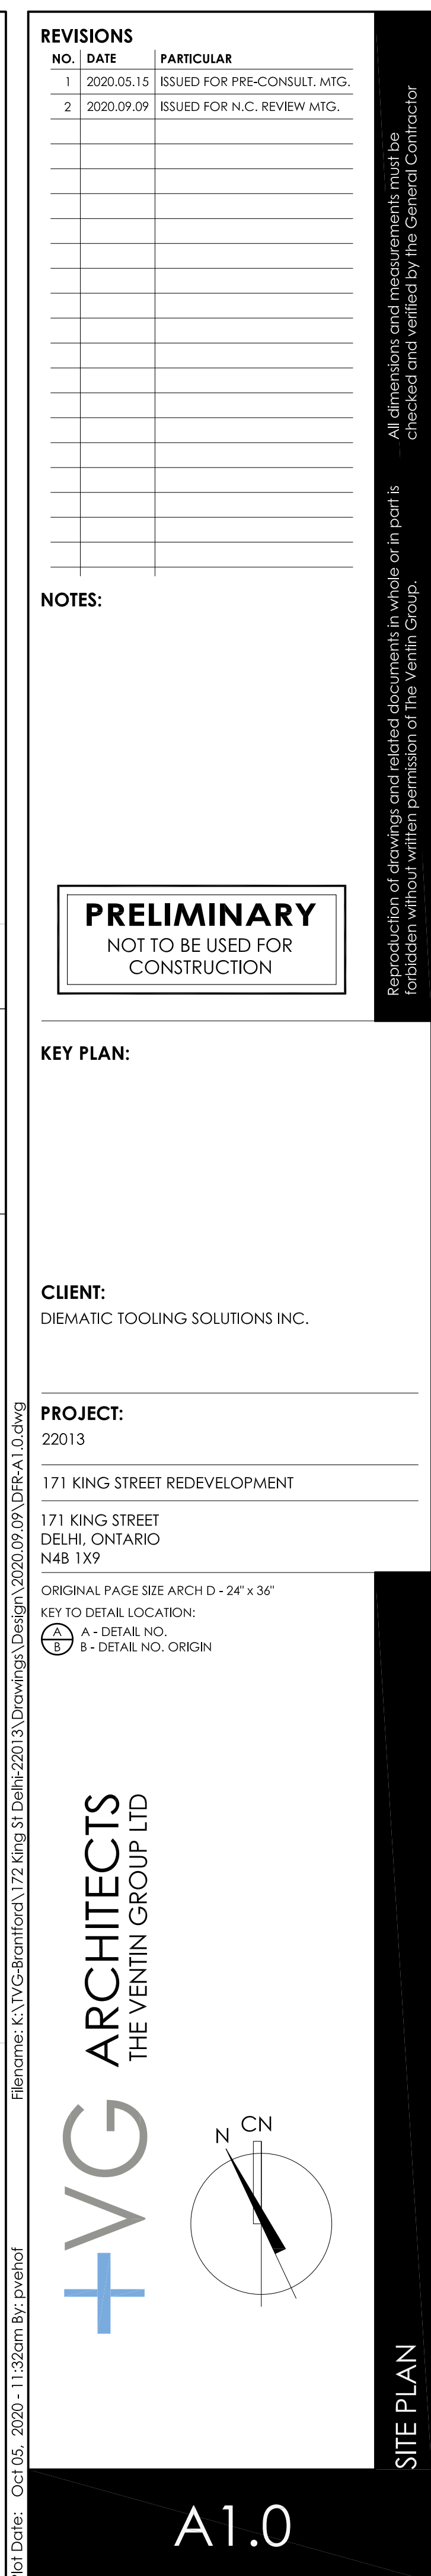 REVISIONS
NO. DATE PARTICULAR
1 2020.05.15 ISSUED FOR PRE-CONSULT. MTG.
2 2020.09.09 ISSUED FOR N.C. REVIEW MTG.
All dimensions and measurements must be
checked and verified by the General Contractor
Reproduction of drawings and related documents in whole or in part is
forbidden without written permission of The Ventin Group.
NOTES:
PRELIMINARY
NOT TO BE USED FOR
CONSTRUCTION
KEY PLAN:
CLIENT:
DIEMATIC TOOLING SOLUTIONS INC.
PROJECT:
22013
171 KING STREET REDEVELOPMENT
171 KING STREET
DELHI, ONTARIO
N4B 1X9
ORIGINAL PAGE SIZE ARCH D - 24" x 36"
KEY TO DETAIL LOCATION:
A A - DETAIL NO.
B B - DETAIL NO. ORIGIN
+VG ARCHITECTS
THE VENTIN GROUP LTD
N CN
SITE PLAN
A1.0
lot Date: Oct 05, 2020 - 11:32am By: pvehof Filename: K:\TVG-Brantford\172 King St Delhi-22013\Drawings\Design\2020.09.09\DFR-A1.0.dwg